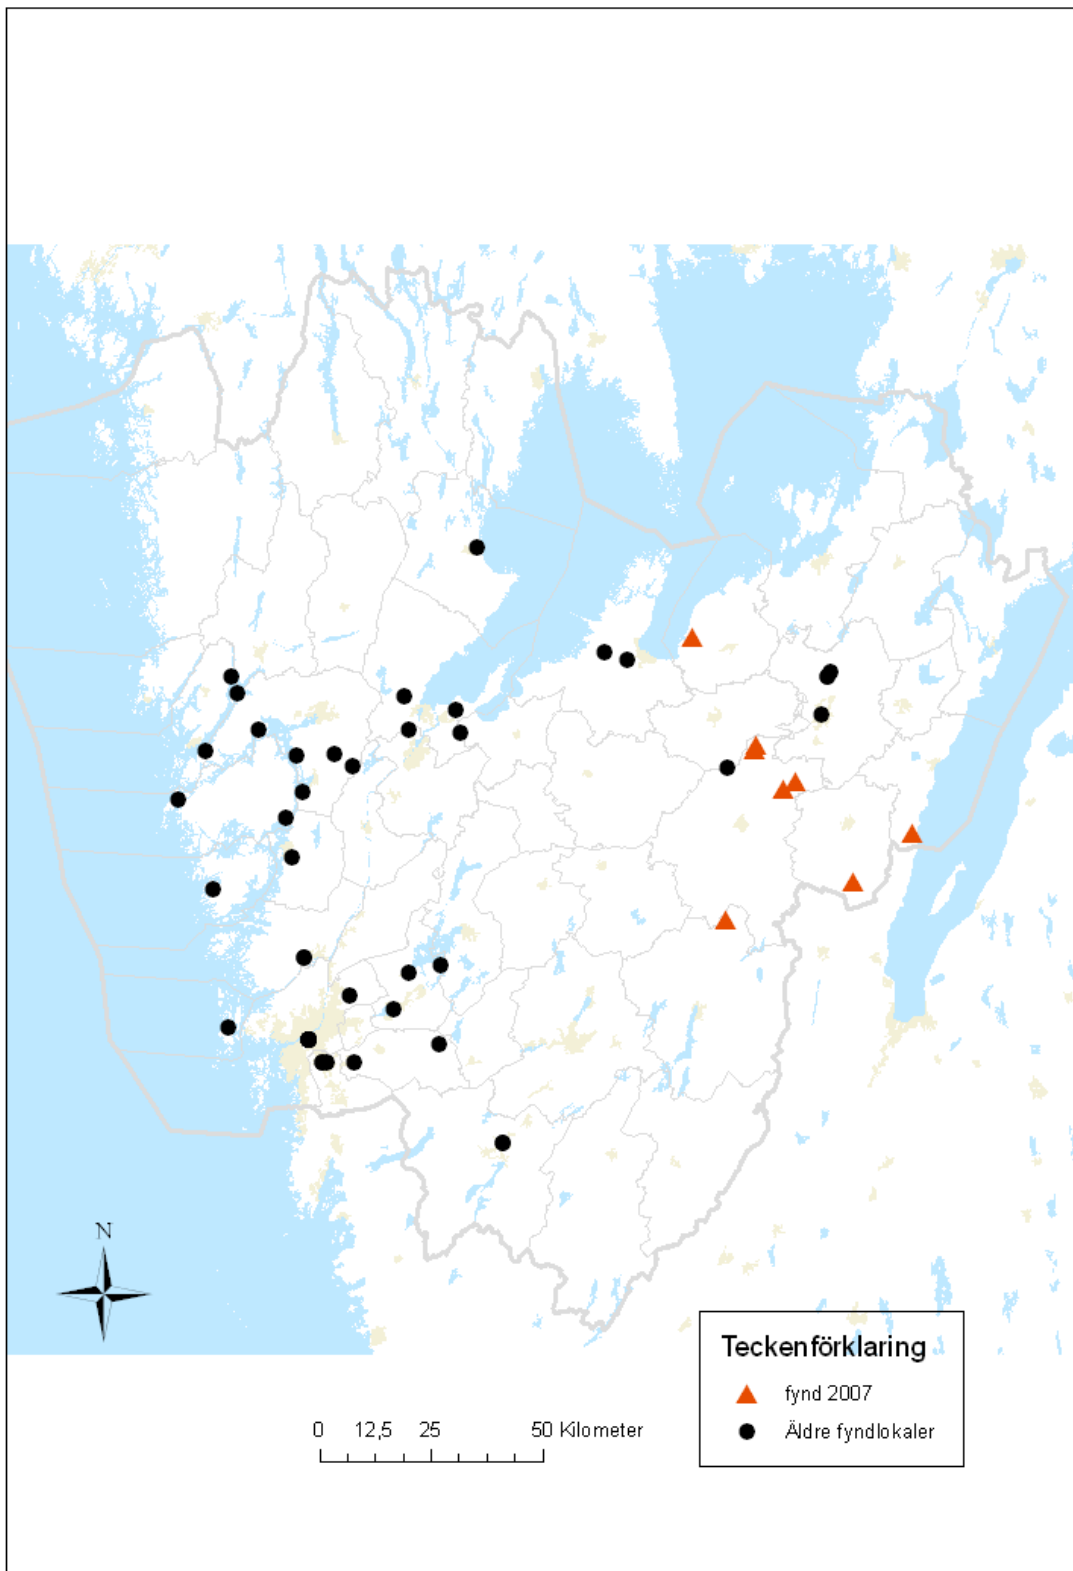 N
Teckenförklaring
fynd 2007
Äldre fyndlokaler
0 12,5 25 50 Kilometer